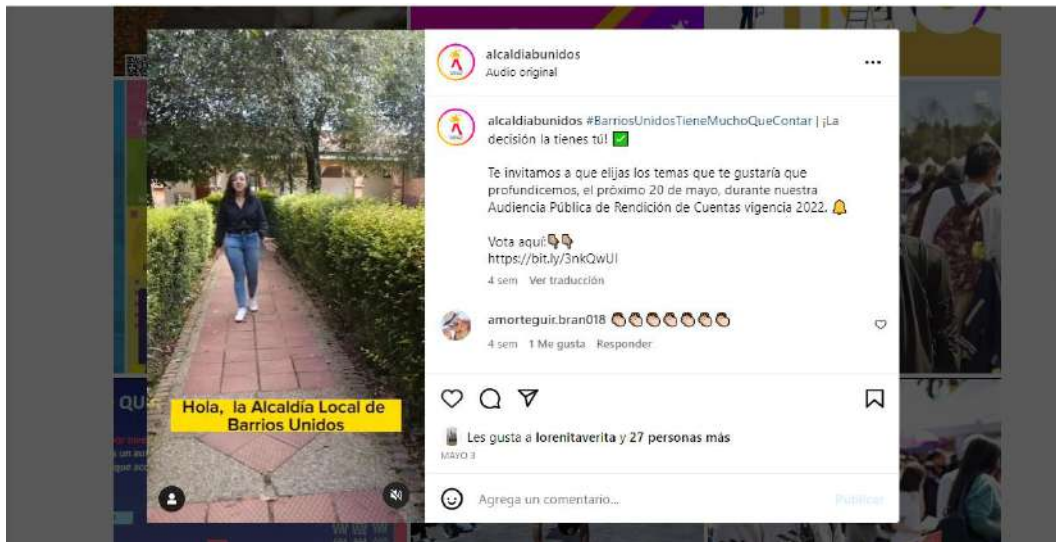 alcaldiabunidos
Audio original
alcaldiabunidos #BarriosUnidosTieneMuchoQueContar | ¡La
decisión la tienes tú! ✅
Te invitamos a que elijas los temas que te gustaría que
profundicemos, el próximo 20 de mayo, durante nuestra
Audiencia Pública de Rendición de Cuentas vigencia 2022. 🔔
Vota aquí:👇🏼👇🏼
https://bit.ly/3nkQwUI
4 sem Ver traducción
amorteguir.bran018 👏🏻👏🏻👏🏻👏🏻👏🏻👏🏻👏🏻
4 sem 1 Me gusta Responder
Hola, la Alcaldía Local de
Barrios Unidos
Les gusta a lorenitaverita y 27 personas más
MAYO 3
Agrega un comentario...
Publicar
QU